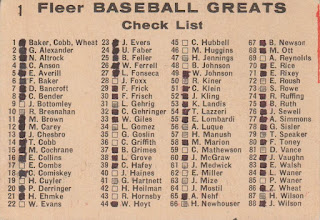 1 Fleer BASEBALL GREATS
Check List
1 Baker, Cobb, Wheat
2 G. Alexander
3 N. Altrock
4 C. Anson
5 E. Averill
6 F. Baker
7 D. Bancroft
8 C. Bender
9 J. Bottomley
10 R. Bresnahan
11 M. Brown
12 M. Carey
13 J. Chesbro
14 T. Cobb
15 M. Cochrane
16 E. Collins
17 E. Combs
18 C. Comiskey
19 K. Cuyler
20 P. Derringer
21 H. Ehmke
22 B. Evans
23 J. Evers
24 U. Faber
25 B. Feller
26 W. Ferrell
27 L. Fonseca
28 J. Foxx
29 F. Frick
30 F. Frisch
31 L. Gehrig
32 C. Gehringer
33 W. Giles
34 L. Gomez
35 G. Goslin
36 C. Griffith
37 B. Grimes
38 L. Grove
39 C. Hafey
40 J. Haines
41 G. Hartnett
42 H. Heilman
43 R. Hornsby
44 W. Hoyt
45 C. Hubbell
46 M. Huggins
47 H. Jennings
48 B. Johnson
49 W. Johnson
50 R. Kiner
51 C. Klein
52 J. Kling
53 K. Landis
54 T. Lazzeri
55 E. Lombardi
56 A. Luque
57 H. Manush
58 M. Marion
59 C. Mathewson
60 J. McGraw
61 J. Medwick
62 E. Miller
63 J. Mize
64 J. Mostil
65 A. Nehf
66 H. Newhouser
67 B. Newson
68 M. Ott
69 A. Reynolds
70 E. Rice
71 E. Rixey
72 E. Roush
73 S. Rowe
74 R. Ruffing
75 B. Ruth
76 J. Sewell
77 A. Simmons
78 G. Sisler
79 T. Speaker
80 F. Toney
81 D. Vance
82 J. Vaughn
83 E. Walsh
84 L. Waner
85 P. Waner
86 Z. Wheat
87 H. Wilson
88 J. Wilson